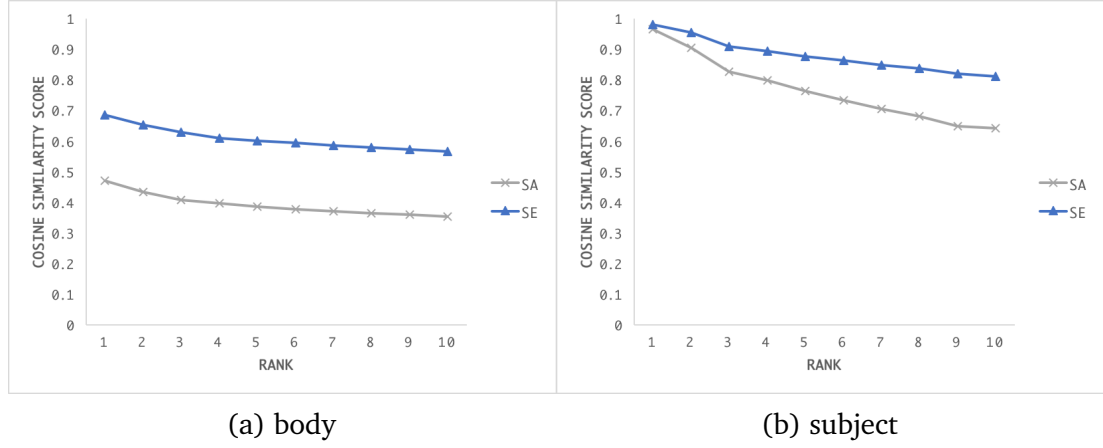 1
0.9
0.8
0.7
0.6
0.5
0.4
0.3
0.2
0.1
0
COSINE SIMILARITY SCORE
1 2 3 4 5 6 7 8 9 10
RANK
SA
SE
(a) body
1
0.9
0.8
0.7
0.6
0.5
0.4
0.3
0.2
0.1
0
COSINE SIMILARITY SCORE
1 2 3 4 5 6 7 8 9 10
RANK
SA
SE
(b) subject